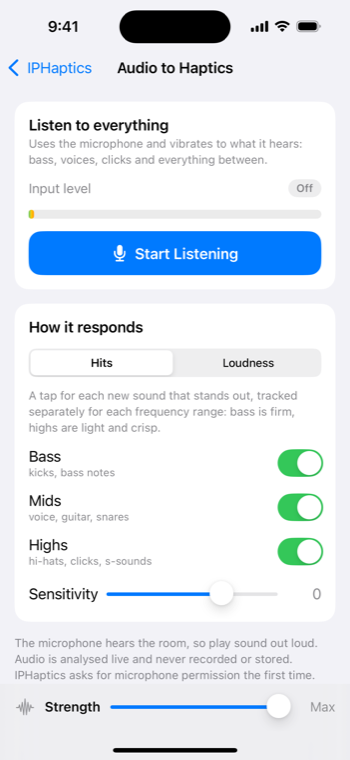 9:41
IPHaptics
Audio to Haptics
Listen to everything
Uses the microphone and vibrates to what it hears:
bass, voices, clicks and everything between.
Input level
Off
Start Listening
How it responds
Hits
Loudness
A tap for each new sound that stands out, tracked
separately for each frequency range: bass is firm,
highs are light and crisp.
Bass
kicks, bass notes
Mids
voice, guitar, snares
Highs
hi-hats, clicks, s-sounds
Sensitivity
0
The microphone hears the room, so play sound out loud.
Audio is analysed live and never recorded or stored.
IPHaptics asks for microphone permission the first time.
Strength
Max